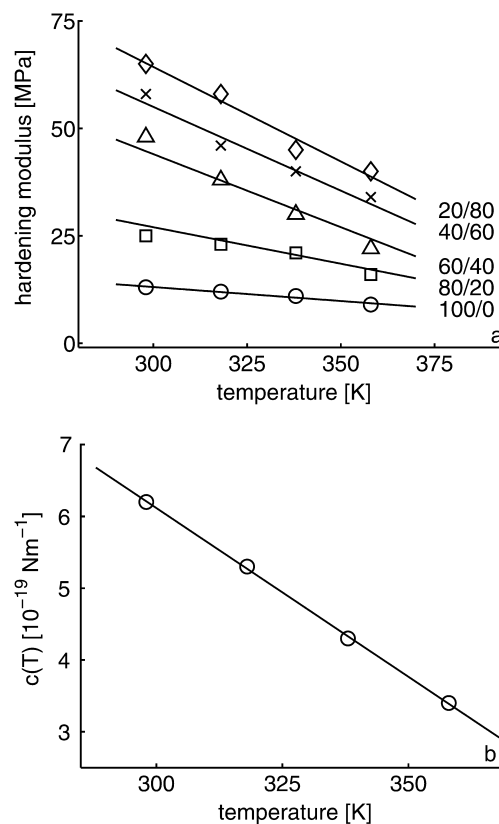 75
50
25
0
hardening modulus [MPa]
20/80
40/60
60/40
80/20
100/0
a
300 325 350 375
temperature [K]
7
6
5
4
3
c(T) [10⁻¹⁹ Nm⁻¹]
b
300 325 350
temperature [K]